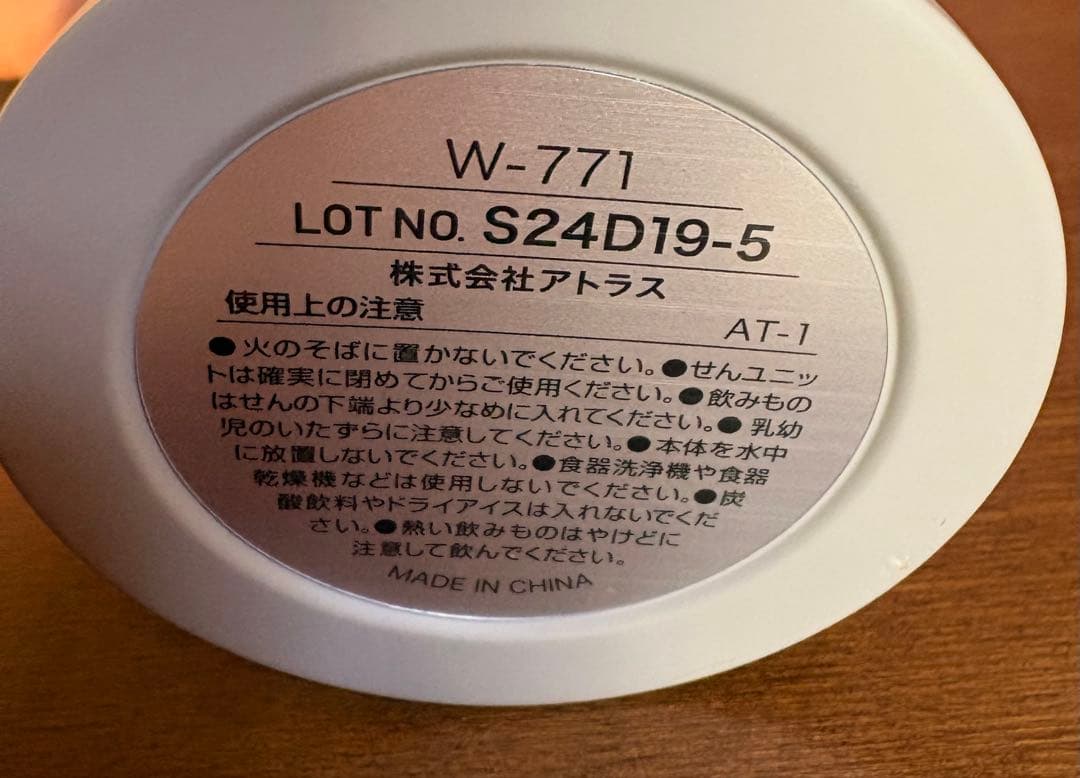 W-771
LOT NO. S24D19-5
株式会社アトラス
使用上の注意
AT-1
●火のそばに置かないでください。●せんユニッ
トは確実に閉めてからご使用ください。●飲みもの
はせんの下端より少なめに入れてください。●乳幼
児のいたずらに注意してください。●本体を水中
に放置しないでください。●食器洗浄機や食器
乾燥機などは使用しないでください。●炭
酸飲料やドライアイスは入れないでくだ
さい。●熱い飲みものはやけどに
注意して飲んでください。
MADE IN CHINA